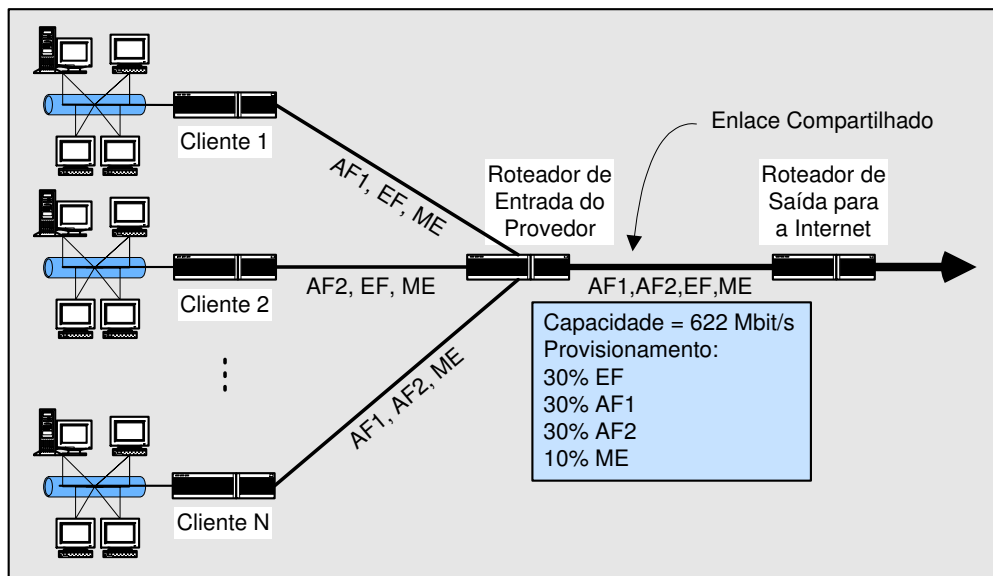 Cliente 1
AF1, EF, ME
Enlace Compartilhado
Roteador de
Entrada do
Provedor
Roteador de
Saída para
a Internet
Cliente 2
AF2, EF, ME
AF1,AF2,EF,ME
Capacidade = 622 Mbit/s
Provisionamento:
30% EF
30% AF1
30% AF2
10% ME
AF1, AF2, ME
Cliente N